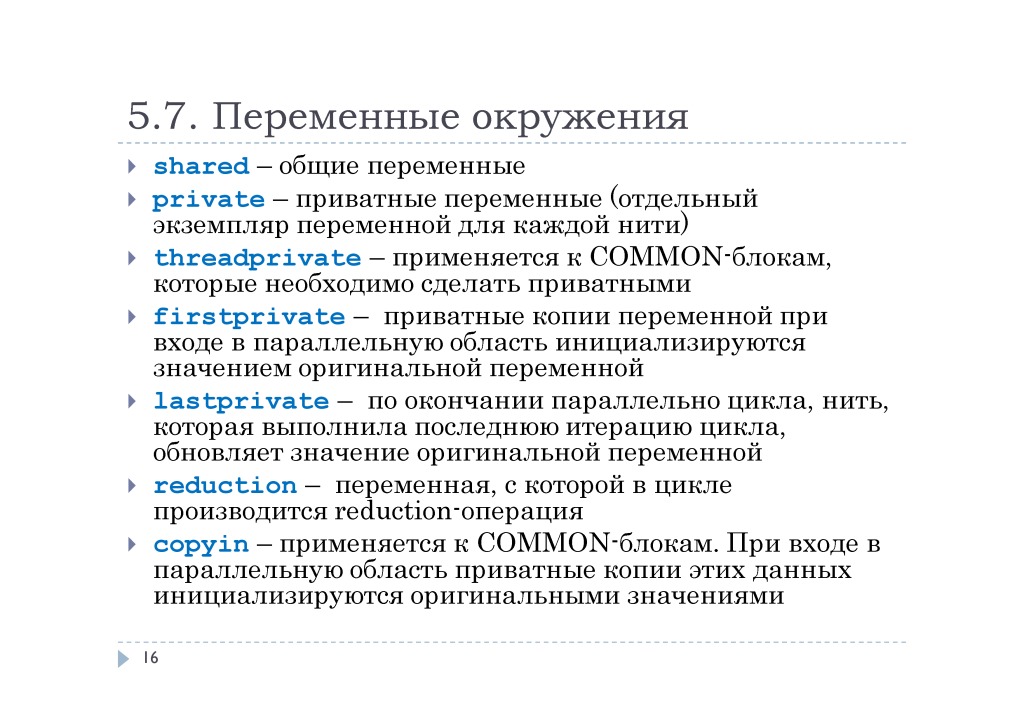 5.7. Переменные окружения
shared – общие переменные
private – приватные переменные (отдельный
экземпляр переменной для каждой нити)
threadprivate – применяется к COMMON-блокам,
которые необходимо сделать приватными
firstprivate – приватные копии переменной при
входе в параллельную область инициализируются
значением оригинальной переменной
lastprivate – по окончании параллельно цикла, нить,
которая выполнила последнюю итерацию цикла,
обновляет значение оригинальной переменной
reduction – переменная, с которой в цикле
производится reduction-операция
copyin – применяется к COMMON-блокам. При входе в
параллельную область приватные копии этих данных
инициализируются оригинальными значениями
16